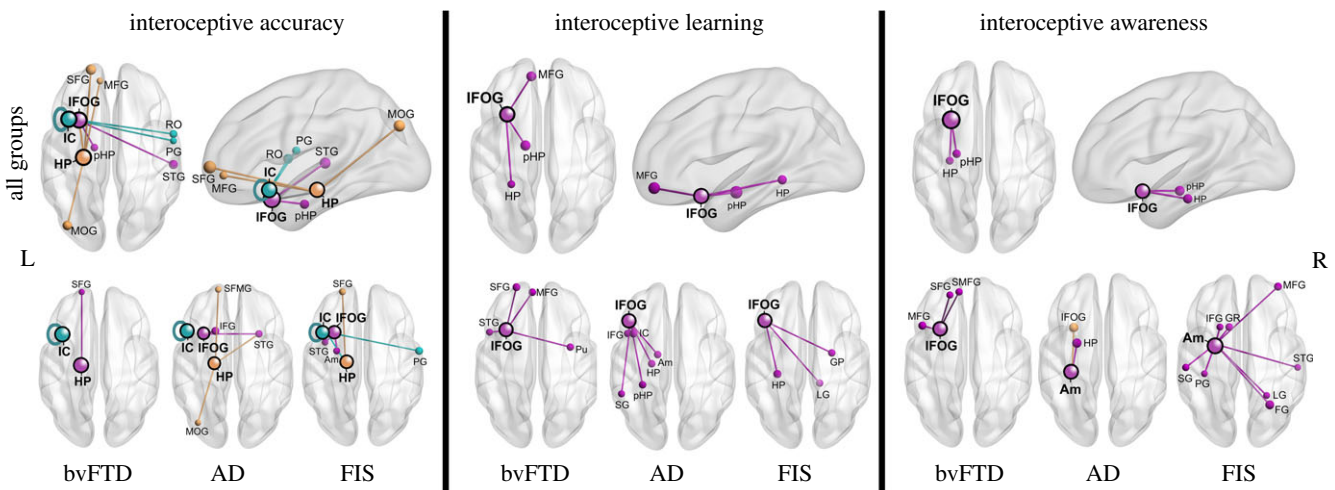 interoceptive accuracy
interoceptive learning
interoceptive awareness
all groups
SFG
MFG
IFOG
IC
RO
PG
STG
pHP
HP
MOG
MOG
PG
RO
STG
IC
SFG
MFG
HP
IFOG
pHP
MFG
IFOG
pHP
HP
MFG
HP
pHP
IFOG
IFOG
pHP
HP
pHP
HP
IFOG
L
R
SFG
IC
HP
SFMG
IFG
IC
IFOG
STG
HP
MOG
SFG
IC IFOG
STG
Am
HP
PG
SFG
MFG
STG
IFOG
Pu
IFOG
IFG
IC
Am
HP
pHP
SG
IFOG
GP
HP
LG
SFG
SMFG
MFG
IFOG
IFOG
HP
Am
MFG
IFG
GR
Am
STG
SG
PG
LG
FG
bvFTD
AD
FIS
bvFTD
AD
FIS
bvFTD
AD
FIS